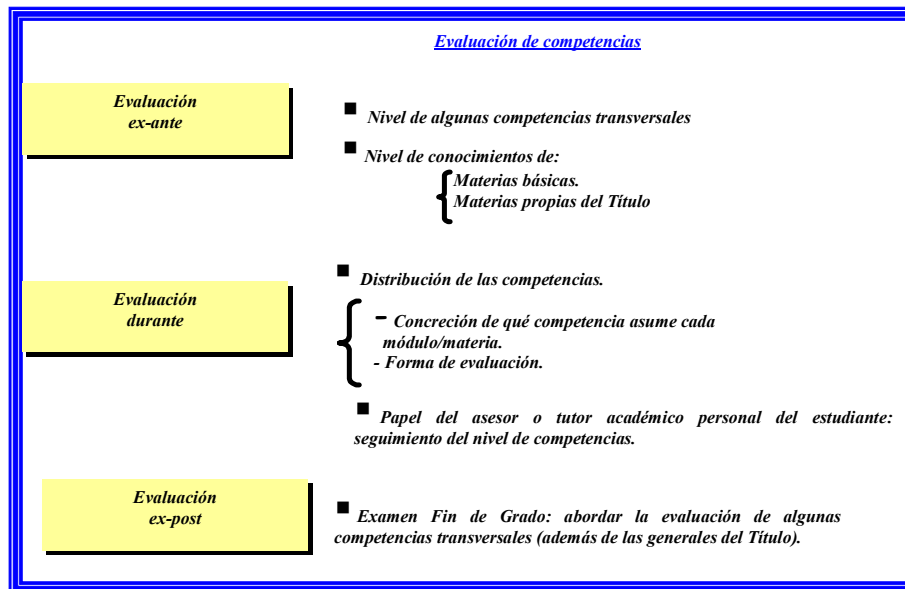 Evaluación de competencias
Evaluación
ex-ante
■ Nivel de algunas competencias transversales
■ Nivel de conocimientos de:
Materias básicas.
Materias propias del Título
Evaluación
durante
■ Distribución de las competencias.
- Concreción de qué competencia asume cada
módulo/materia.
- Forma de evaluación.
■ Papel del asesor o tutor académico personal del estudiante:
seguimiento del nivel de competencias.
Evaluación
ex-post
■ Examen Fin de Grado: abordar la evaluación de algunas
competencias transversales (además de las generales del Título).